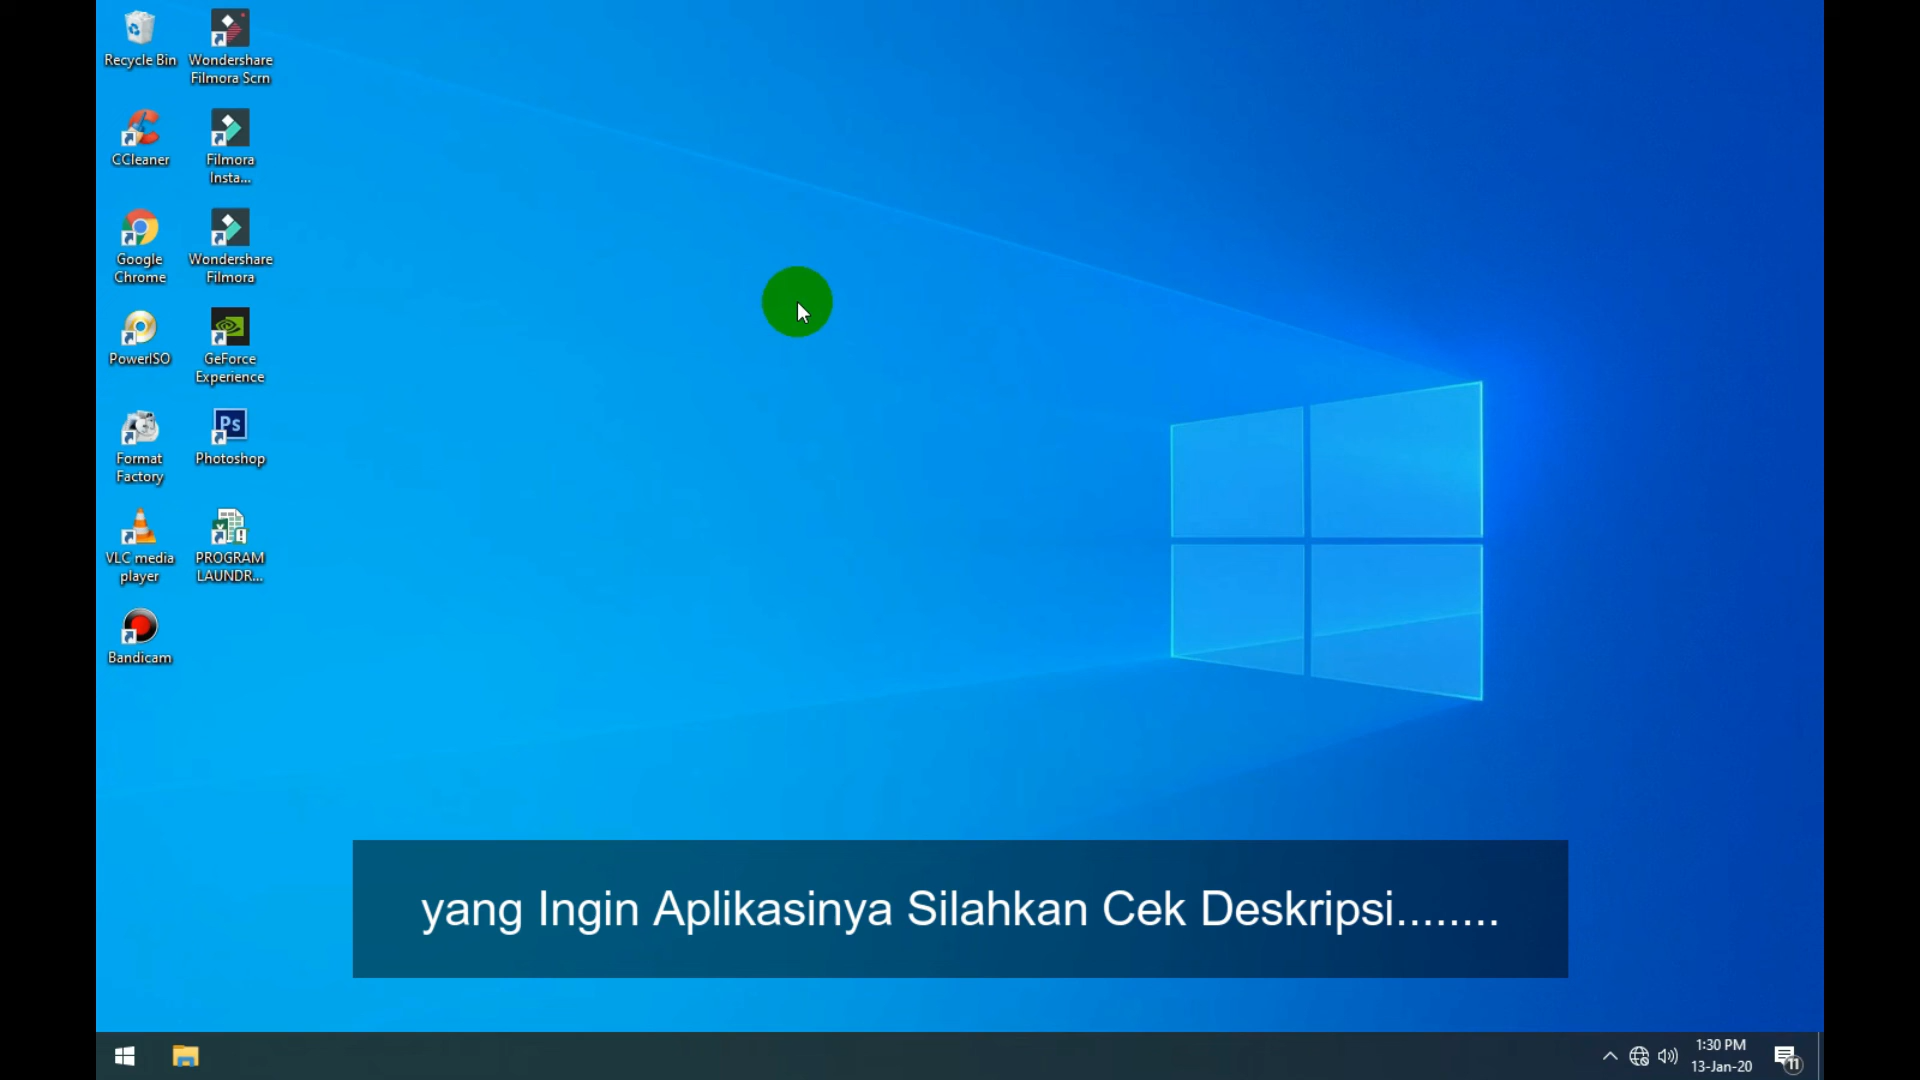 Recycle Bin
Wondershare
Filmora Scrn
CCleaner
Filmora
Insta...
Google
Chrome
Wondershare
Filmora
PowerISO
GeForce
Experience
Format
Factory
Ps
Photoshop
VLC media
player
PROGRAM
LAUNDR...
Bandicam
yang Ingin Aplikasinya Silahkan Cek Deskripsi........
1:30 PM
13-Jan-20
11